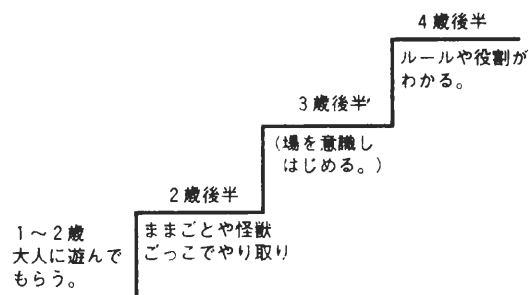 4歳後半
ルールや役割が
わかる。
3歳後半
(場を意識し
はじめる。)
2歳後半
ままごとや怪獣
ごっこでやり取り
1～2歳
大人に遊んで
もらう。